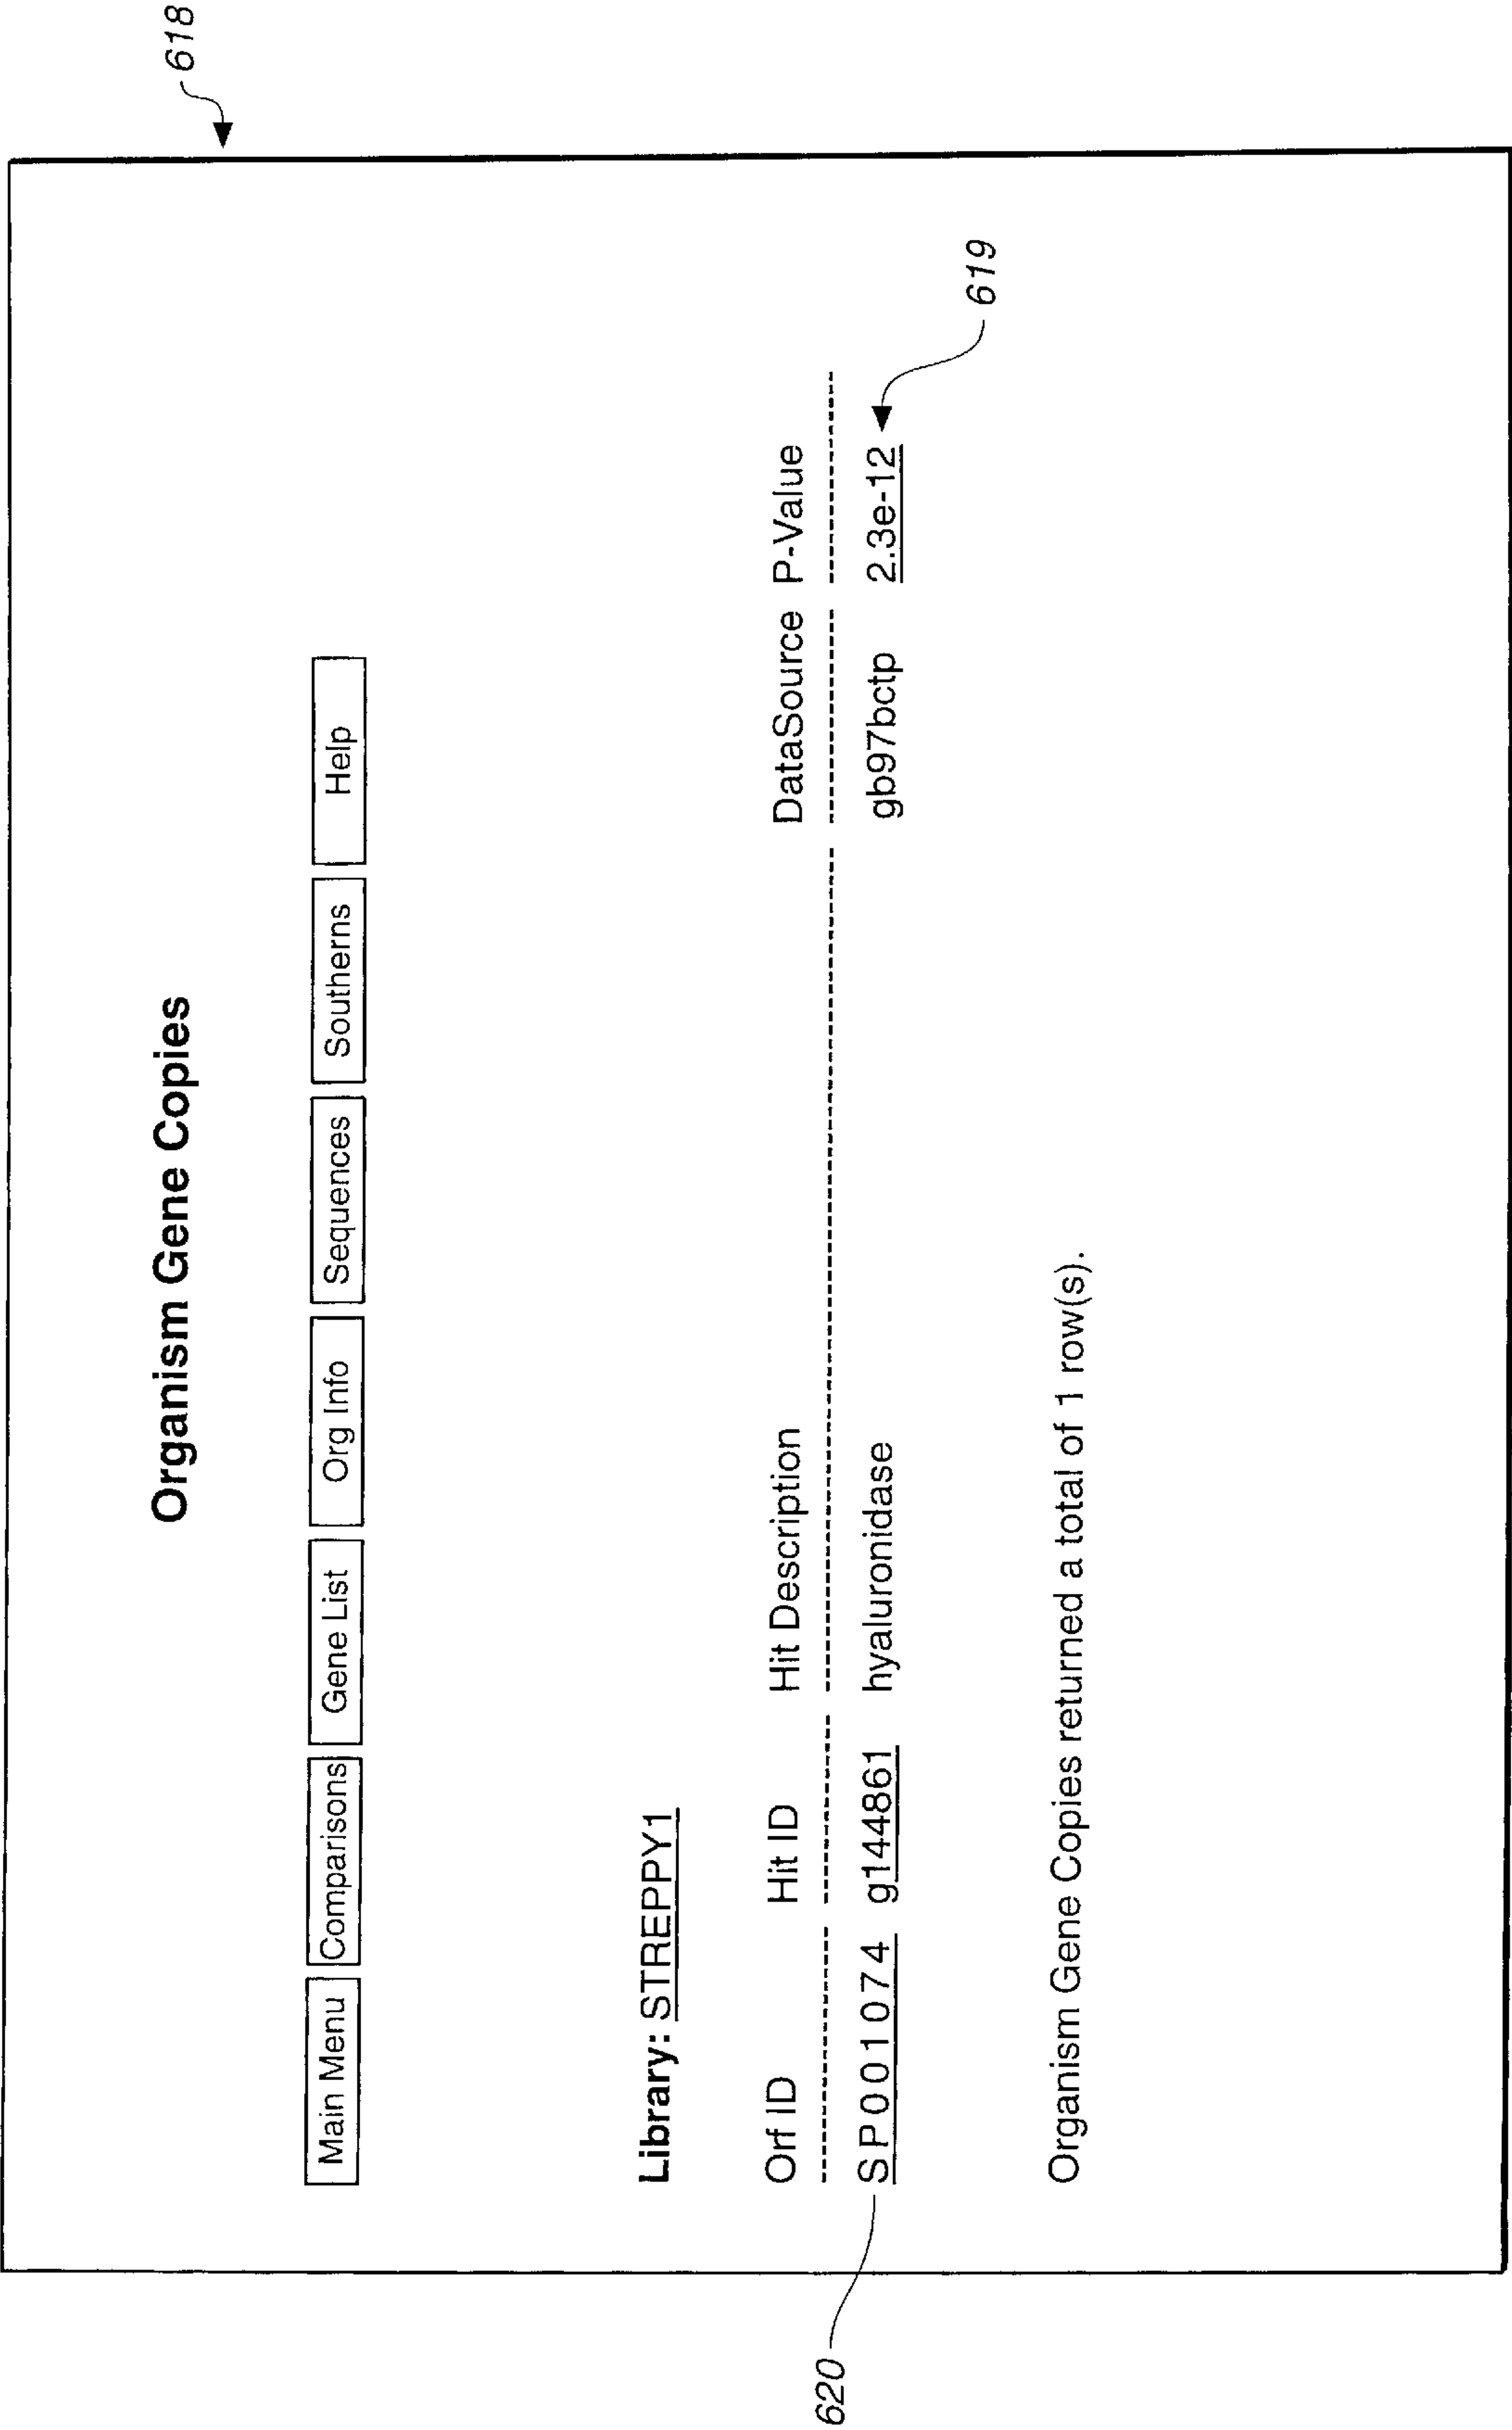 618
Organism Gene Copies
Main Menu Comparisons Gene List Org Info Sequences Southerns Help
Library: STREPPY1
Orf ID Hit ID Hit Description DataSource P-Value
620 SP001074 g144861 hyaluronidase gb97bctp 2.3e-12 619
Organism Gene Copies returned a total of 1 row(s).